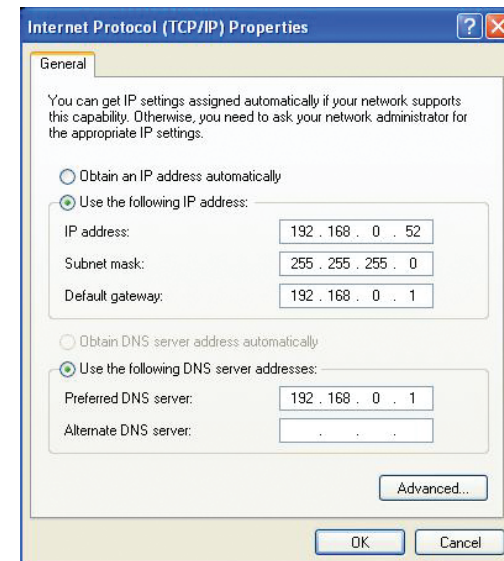 Internet Protocol (TCP/IP) Properties
General
You can get IP settings assigned automatically if your network supports
this capability. Otherwise, you need to ask your network administrator for
the appropriate IP settings.
Obtain an IP address automatically
Use the following IP address:
IP address: 192 . 168 . 0 . 52
Subnet mask: 255 . 255 . 255 . 0
Default gateway: 192 . 168 . 0 . 1
Obtain DNS server address automatically
Use the following DNS server addresses:
Preferred DNS server: 192 . 168 . 0 . 1
Alternate DNS server: . . .
Advanced...
OK Cancel